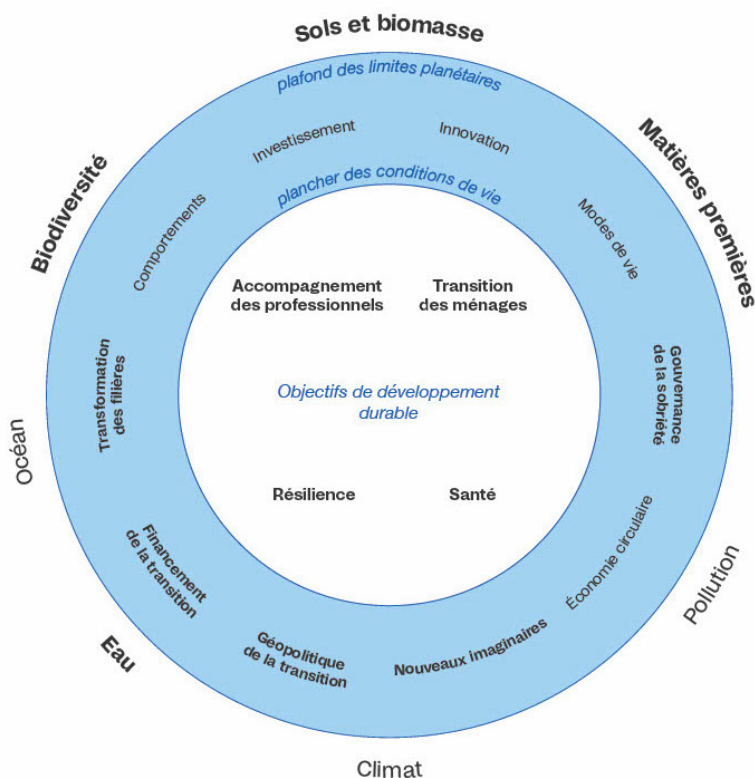 Sols et biomasse
plafond des limites planétaires
Investissement
Innovation
plancher des conditions de vie
Biodiversité
Matières premières
Comportements
Modes de vie
Accompagnement
des professionnels
Transition
des ménages
Transformation
des filières
Objectifs de développement
durable
Gouvernance
de la sobriété
Océan
Résilience
Santé
Financement
de la transition
Économie circulaire
Pollution
Eau
Géopolitique
de la transition
Nouveaux imaginaires
Climat